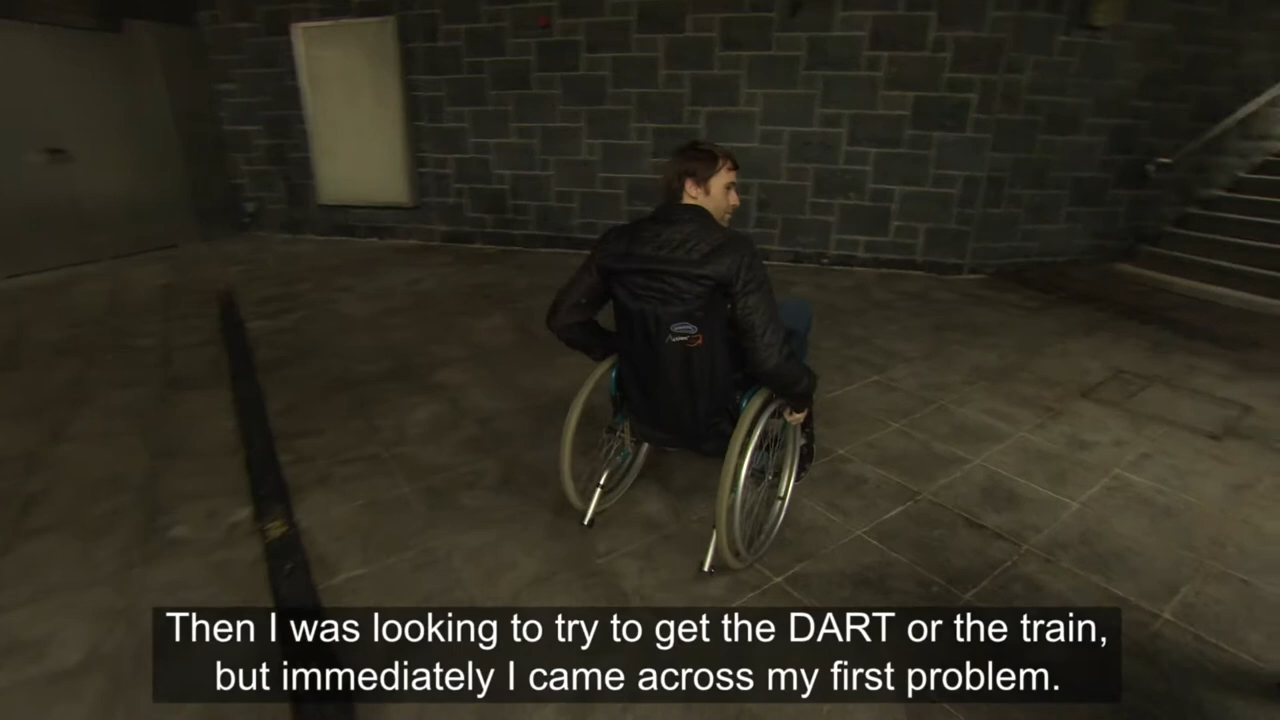 Then I was looking to try to get the DART or the train,
but immediately I came across my first problem.